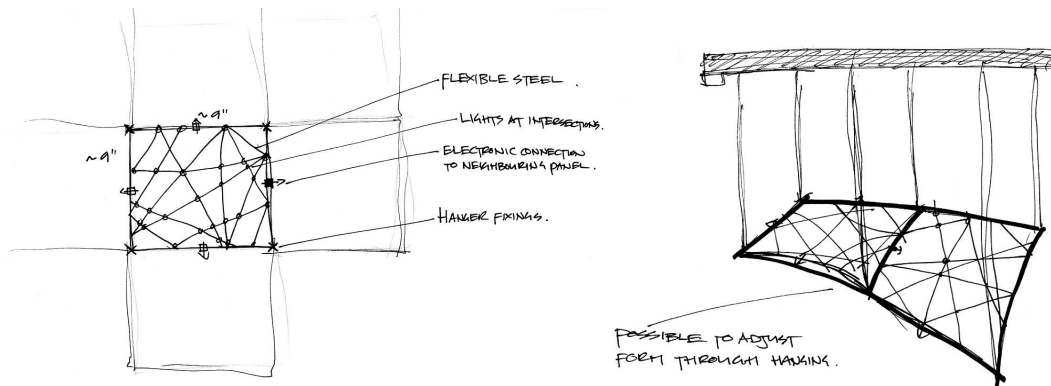 FLEXIBLE STEEL.
~9"
LIGHTS AT INTERSECTIONS.
~9"
ELECTRONIC CONNECTION
TO NEIGHBOURING PANEL.
HANGER FIXINGS.
POSSIBLE TO ADJUST
FORM THROUGH HANGING.